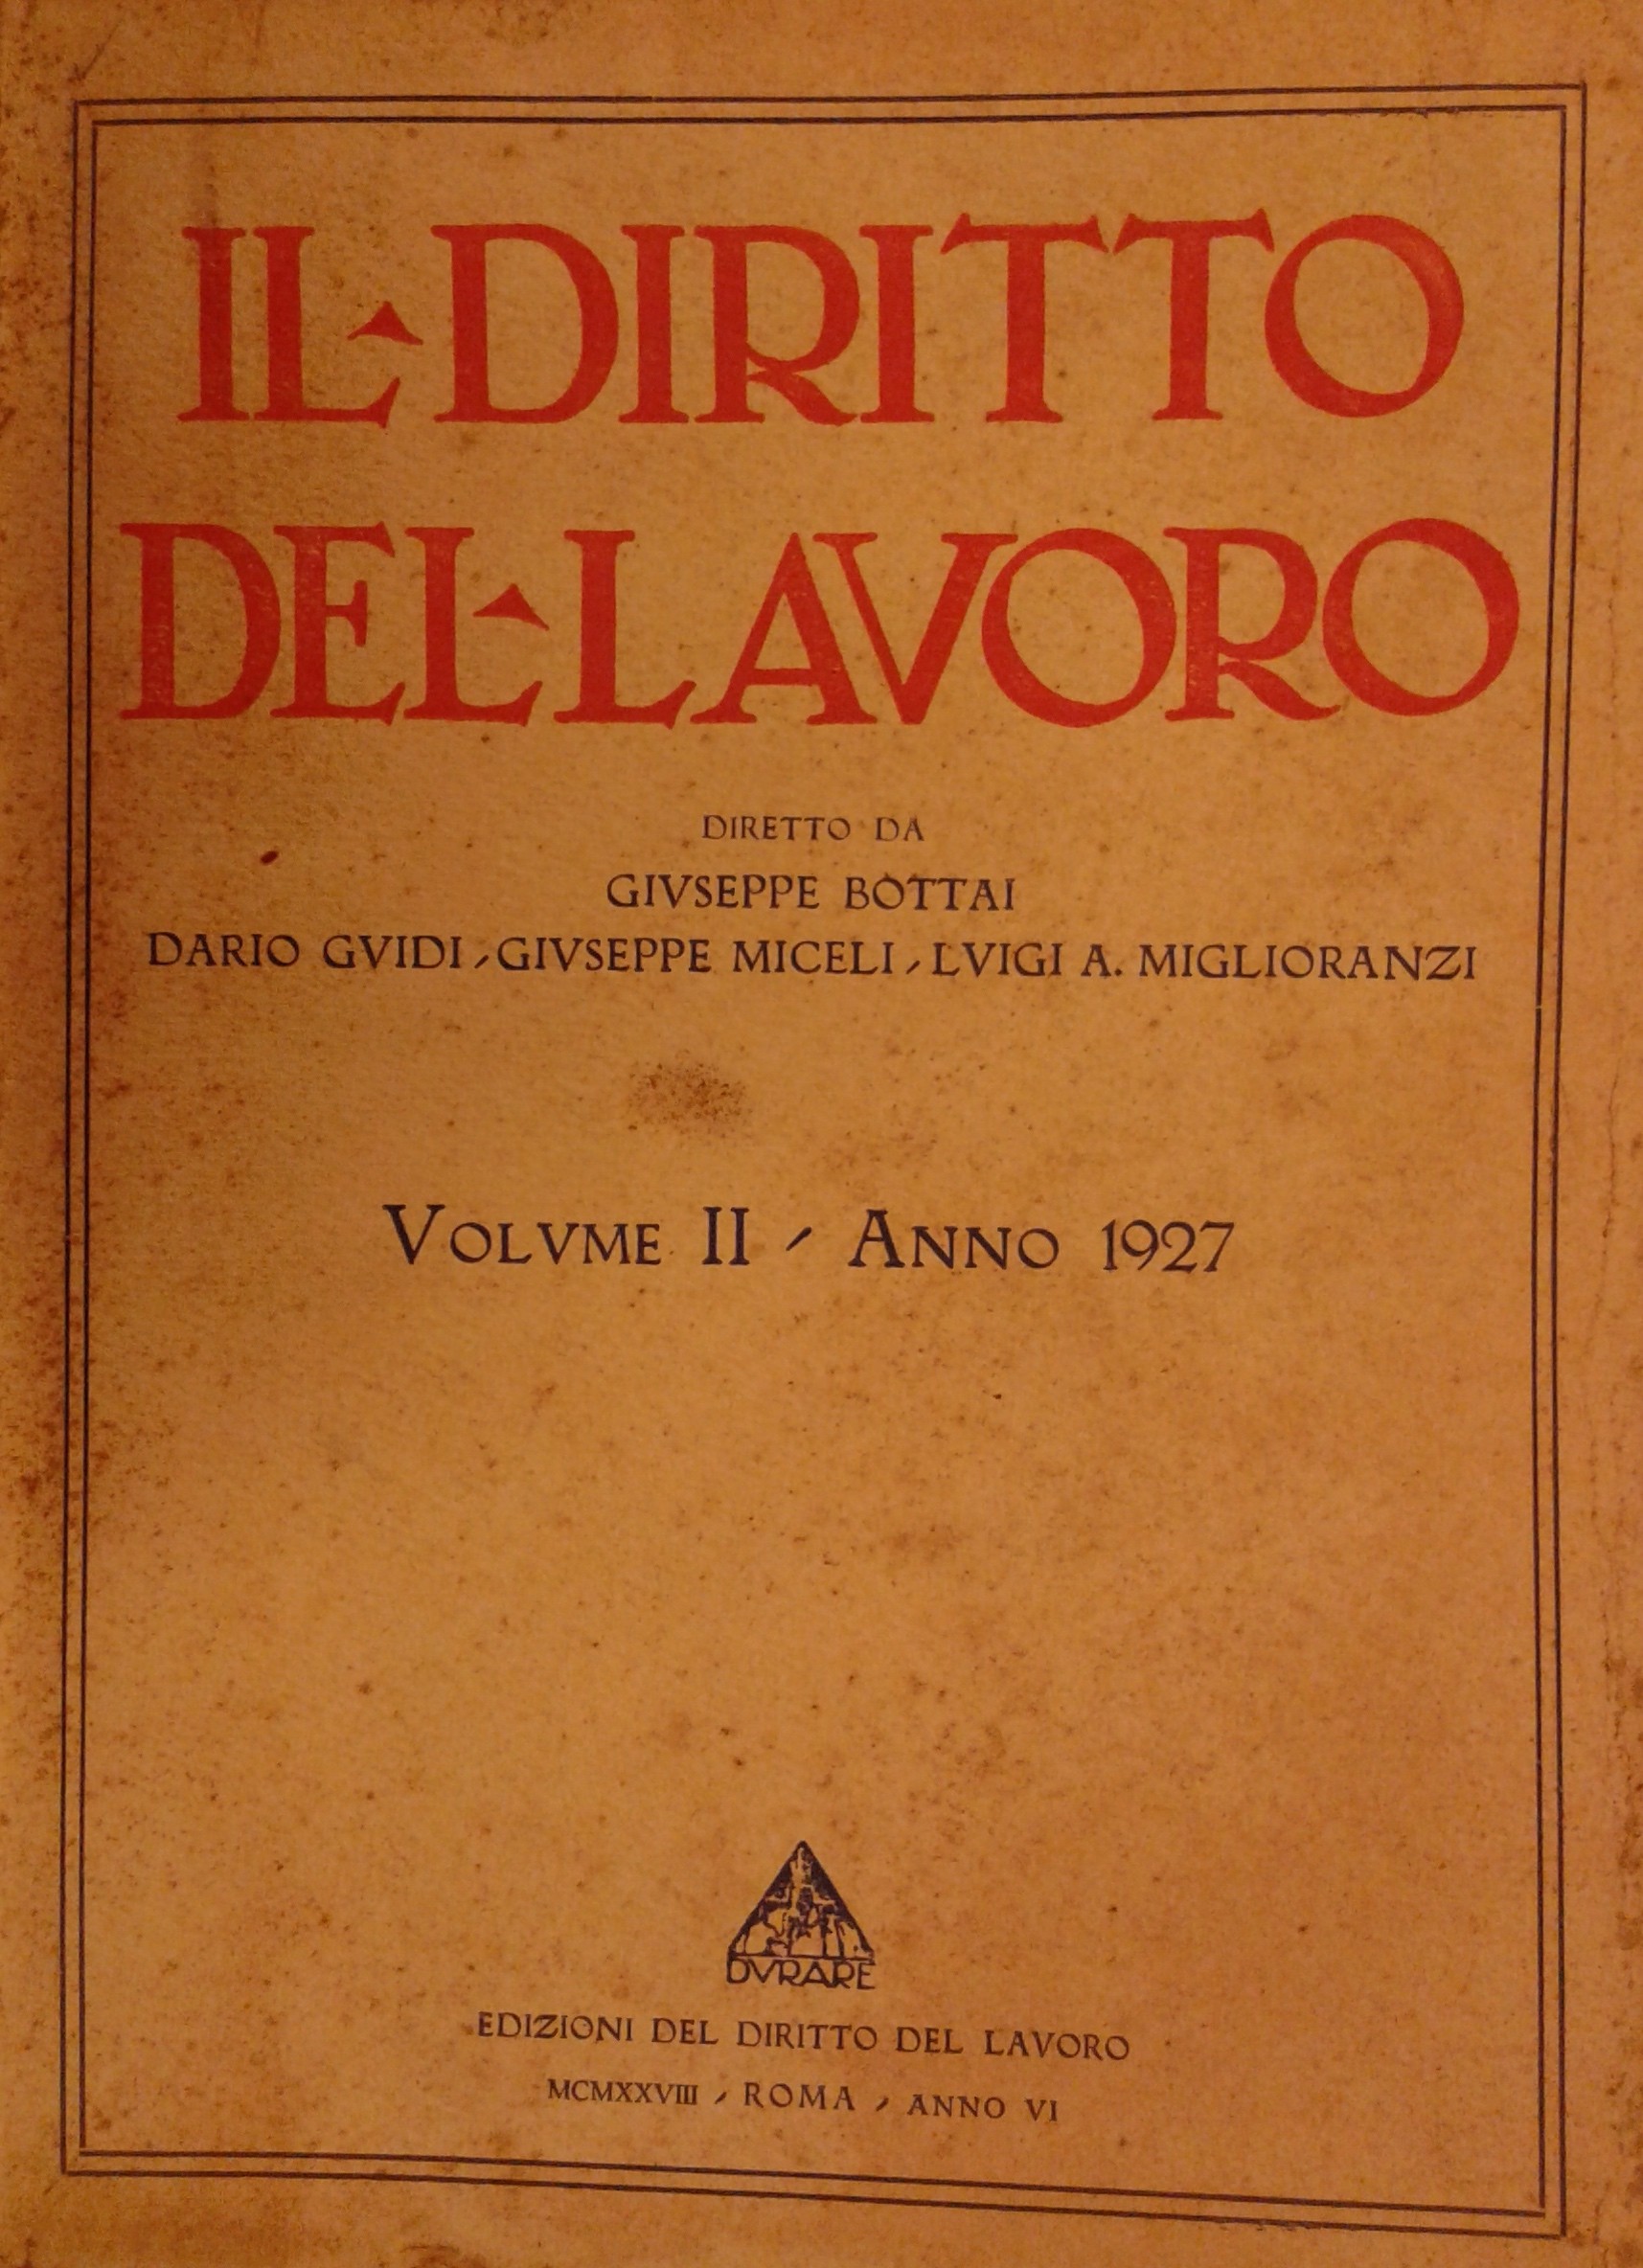 IL·DIRITTO
DEL·LAVORO
DIRETTO DA
GIVSEPPE BOTTAI
DARIO GVIDI - GIVSEPPE MICELI - LVIGI A. MIGLIORANZI
VOLVME II - ANNO 1927
DVRARE
EDIZIONI DEL DIRITTO DEL LAVORO
MCMXXVIII - ROMA - ANNO VI